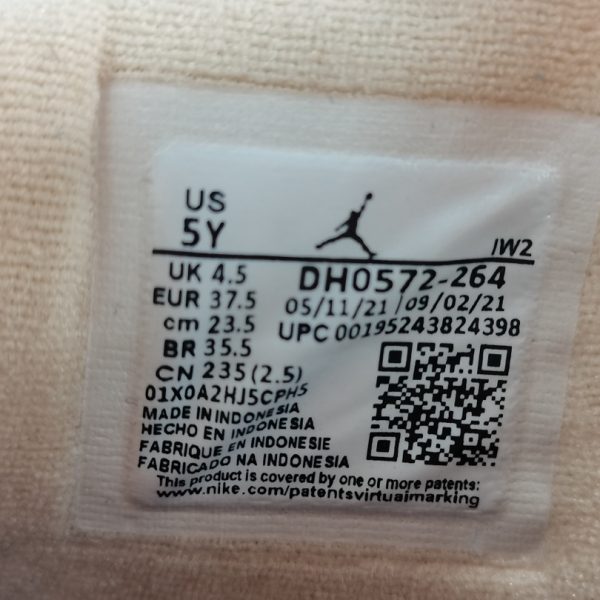 US
5Y
/W2
UK 4.5
DH0572-264
EUR 37.5
05/11/21 09/02/21
cm 23.5
UPC 00195243824398
BR 35.5
CN 235 (2.5)
01X0A2HJ5CPH5
MADE IN INDONESIA
HECHO EN INDONESIA
FABRIQUE EN INDONESIE
FABRICADO NA INDONESIA
This product is covered by one or more patents:
www.nike.com/patentsvirtualmarking